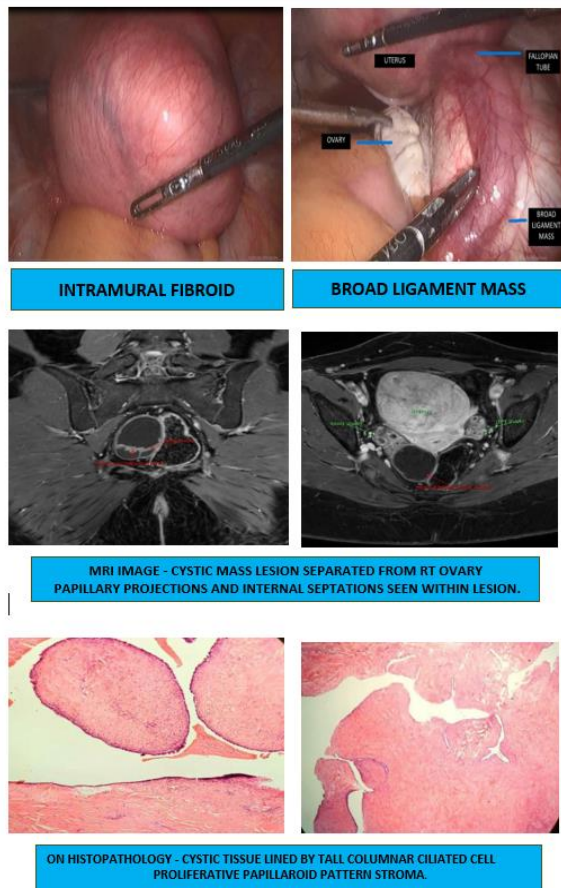 UTERUS
FALLOPIAN
TUBE
OVARY
BROAD
LIGAMENT
MASS
INTRAMURAL FIBROID
BROAD LIGAMENT MASS
MRI IMAGE - CYSTIC MASS LESION SEPARATED FROM RT OVARY
PAPILLARY PROJECTIONS AND INTERNAL SEPTATIONS SEEN WITHIN LESION.
ON HISTOPATHOLOGY - CYSTIC TISSUE LINED BY TALL COLUMNAR CILIATED CELL
PROLIFERATIVE PAPILLAROID PATTERN STROMA.